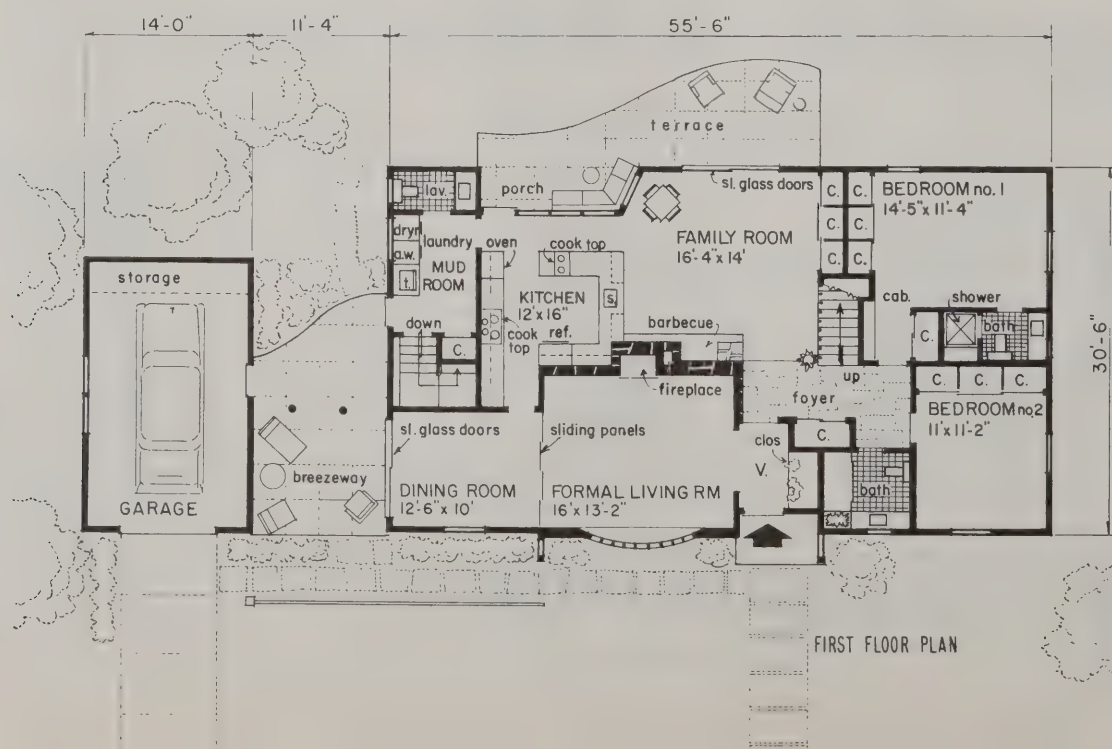 14'-0"
11'-4"
55'-6"
terrace
lav.
porch
sl. glass doors
C.
C.
BEDROOM no. 1
14'-5" x 11'-4"
dryr
laundry
oven
cook top
FAMILY ROOM
16'-4" x 14'
C.
C.
a.w.
MUD
ROOM
t.
C.
C.
storage
KITCHEN
12' x 16"
S.
cab.
shower
down
cook
top
ref.
barbecue
bath
C.
C.
30'-6"
fireplace
up
C.
C.
C.
foyer
BEDROOM no. 2
11' x 11'-2"
sl. glass doors
sliding panels
C.
clos
V.
breezeway
DINING ROOM
12'-6" x 10'
FORMAL LIVING RM
16' x 13'-2"
bath
GARAGE
FIRST FLOOR PLAN